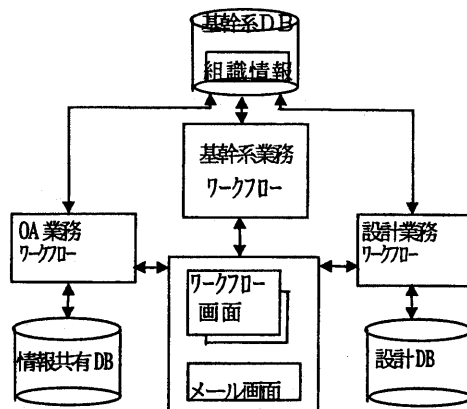 基幹系DB
組織情報
基幹系業務
ワークフロー
OA業務
ワークフロー
設計業務
ワークフロー
ワークフロー
画面
情報共有DB
設計DB
メール画面